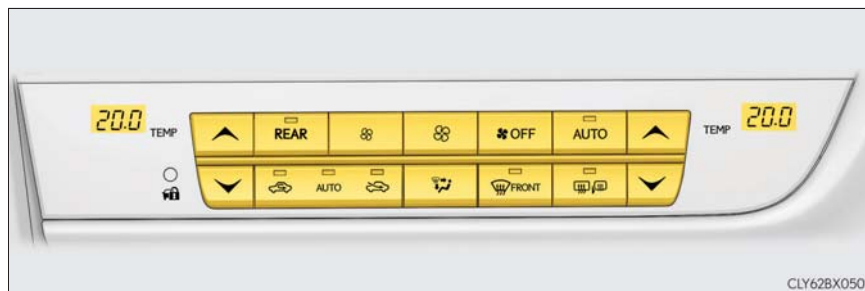 20.0 TEMP REAR OFF AUTO TEMP 20.0
AUTO FRONT
CLY62BX050